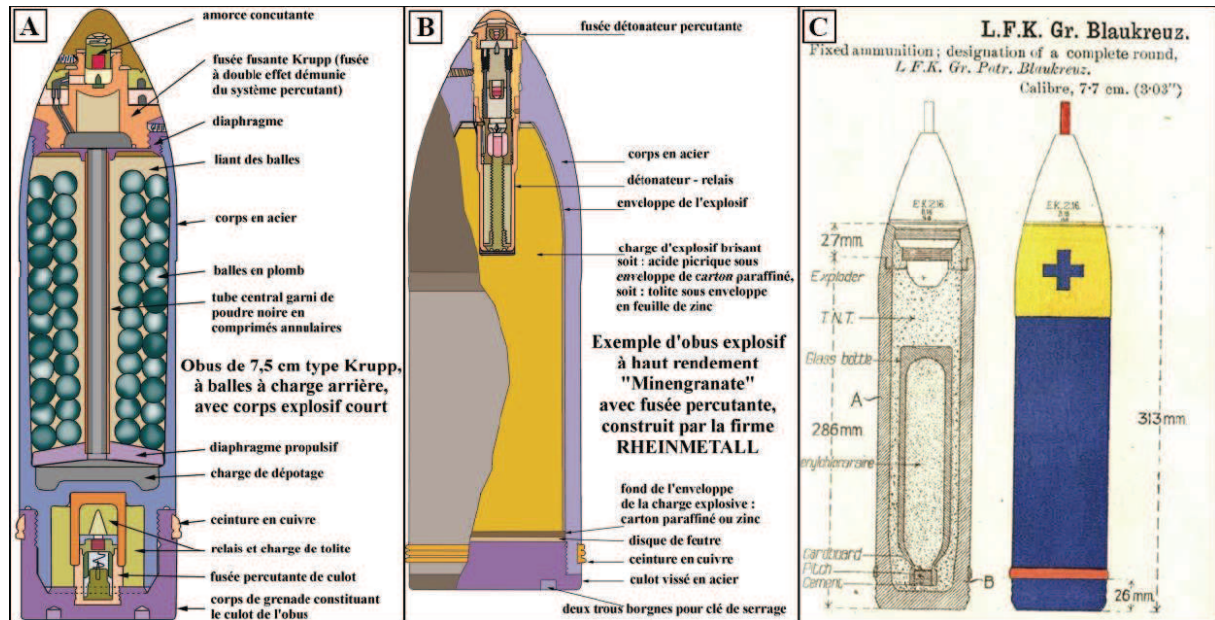 A
amorce concutante
fusée fusante Krupp (fusée
à double effet démunie
du système percutant)
diaphragme
liant des balles
corps en acier
balles en plomb
tube central garni de
poudre noire en
comprimés annulaires
Obus de 7,5 cm type Krupp,
à balles à charge arrière,
avec corps explosif court
diaphragme propulsif
charge de dépotage
ceinture en cuivre
relais et charge de tolite
fusée percutante de culot
corps de grenade constituant
le culot de l'obus
B
fusée détonateur percutante
corps en acier
détonateur - relais
enveloppe de l'explosif
charge d'explosif brisant
soit : acide picrique sous
enveloppe de carton paraffiné,
soit : tolite sous enveloppe
en feuille de zinc
Exemple d'obus explosif
à haut rendement
"Minengranate"
avec fusée percutante,
construit par la firme
RHEINMETALL
fond de l'enveloppe
de la charge explosive :
carton paraffiné ou zinc
disque de feutre
ceinture en cuivre
culot vissé en acier
deux trous borgnes pour clé de serrage
C
L.F.K. Gr. Blaukreuz.
Fixed ammunition; designation of a complete round,
L F K. Gr. Patr. Blaukreuz.
Calibre, 7·7 cm. (3·03")
E.K.Z.16.
E.K.Z.16.
27mm.
Exploder
T.N.T.
Glass bottle
A
286mm.
313mm.
Cardboard
Pitch
Cement
B
26mm.